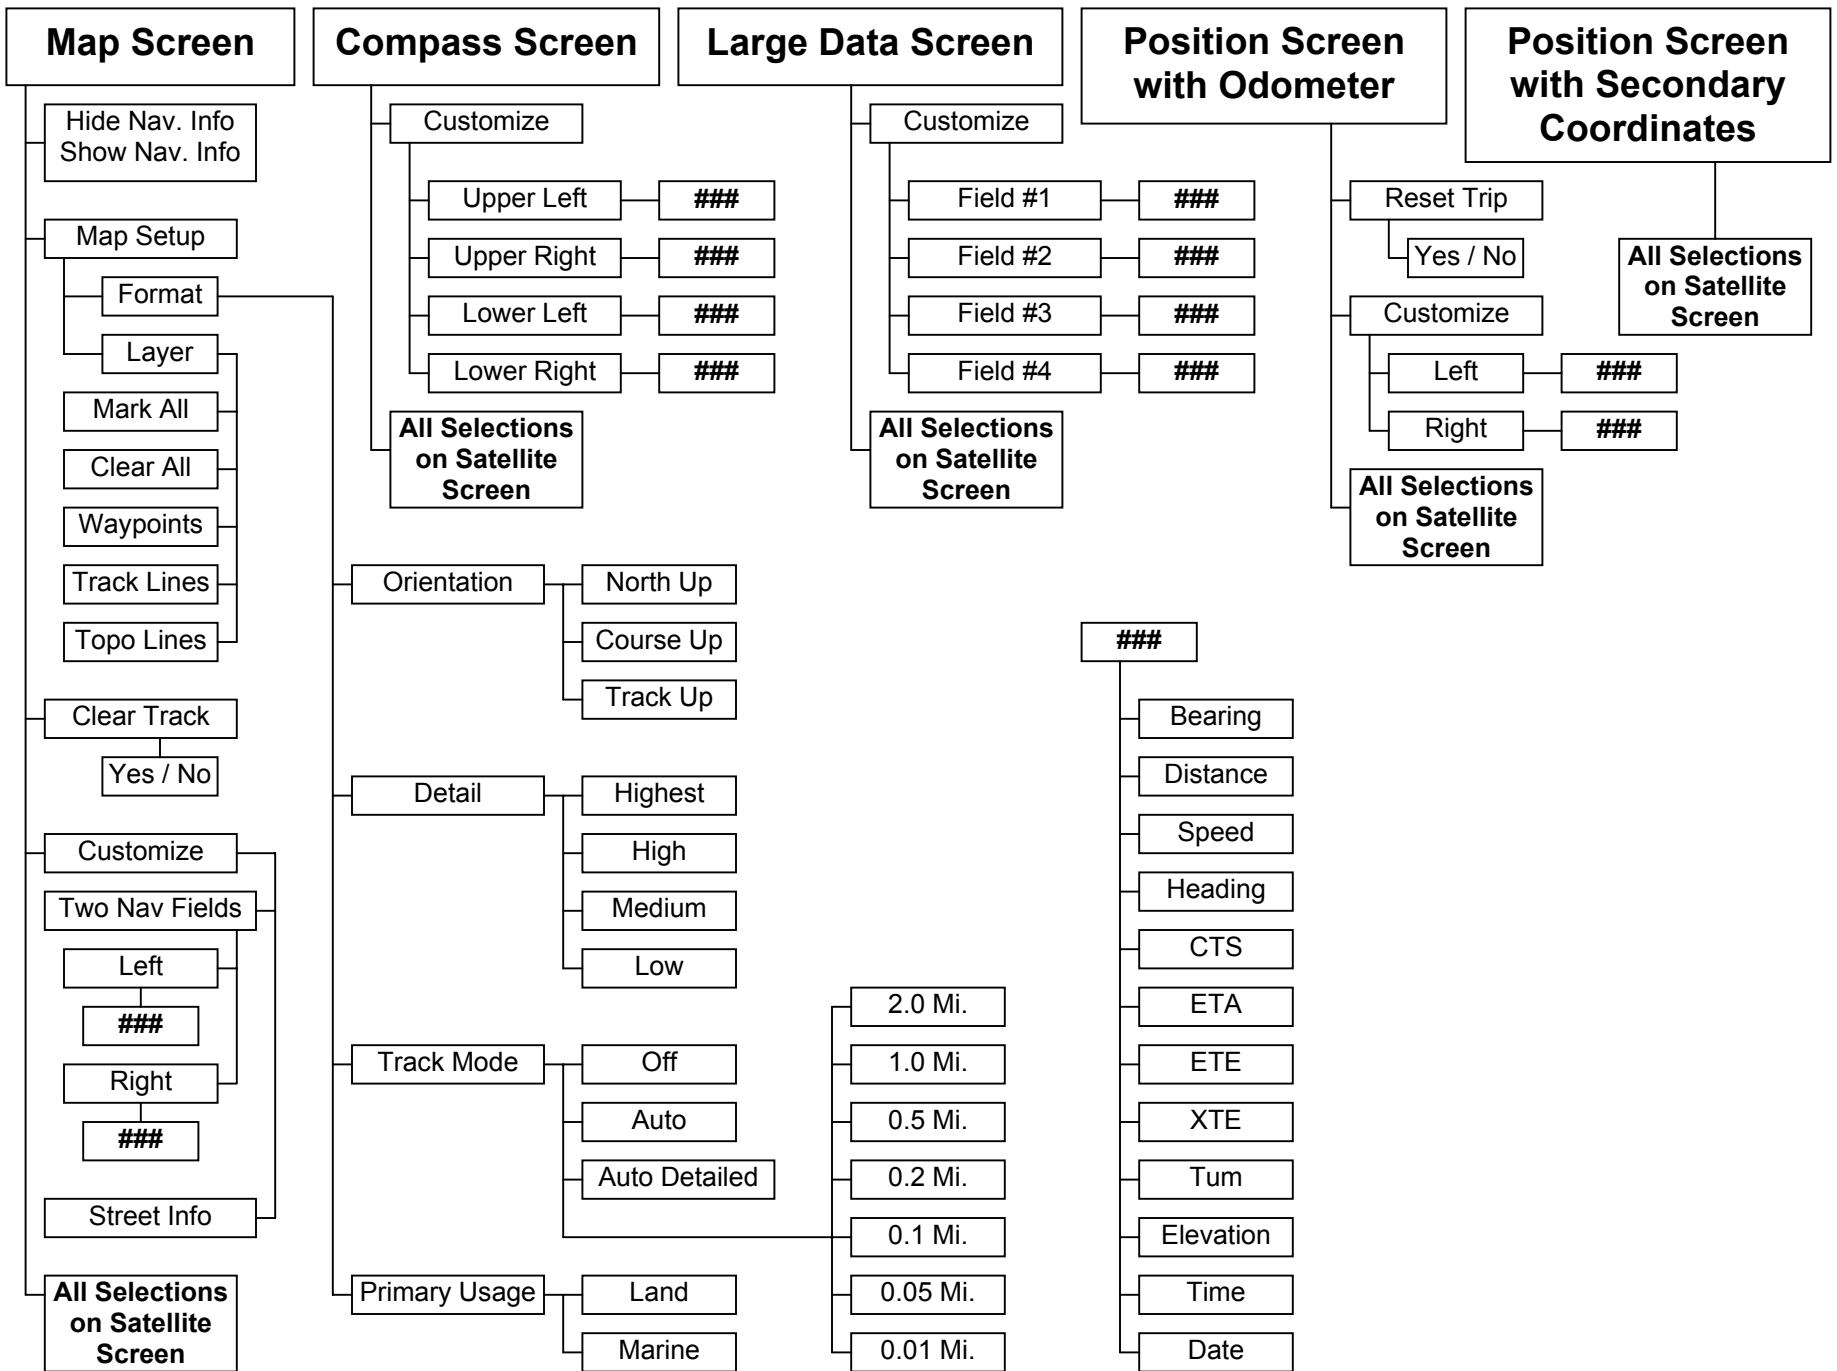 Map Screen
Hide Nav. Info
Show Nav. Info
Map Setup
Format
Layer
Mark All
Clear All
Waypoints
Track Lines
Topo Lines
Clear Track
Yes / No
Customize
Two Nav Fields
Left
###
Right
###
Street Info
All Selections
on Satellite
Screen
Orientation
North Up
Course Up
Track Up
Detail
Highest
High
Medium
Low
Track Mode
Off
Auto
Auto Detailed
2.0 Mi.
1.0 Mi.
0.5 Mi.
0.2 Mi.
0.1 Mi.
0.05 Mi.
0.01 Mi.
Primary Usage
Land
Marine
Compass Screen
Customize
Upper Left
###
Upper Right
###
Lower Left
###
Lower Right
###
All Selections
on Satellite
Screen
Large Data Screen
Customize
Field #1
###
Field #2
###
Field #3
###
Field #4
###
All Selections
on Satellite
Screen
Position Screen
with Odometer
Reset Trip
Yes / No
Customize
Left
###
Right
###
All Selections
on Satellite
Screen
Position Screen
with Secondary
Coordinates
All Selections
on Satellite
Screen
###
Bearing
Distance
Speed
Heading
CTS
ETA
ETE
XTE
Tum
Elevation
Time
Date